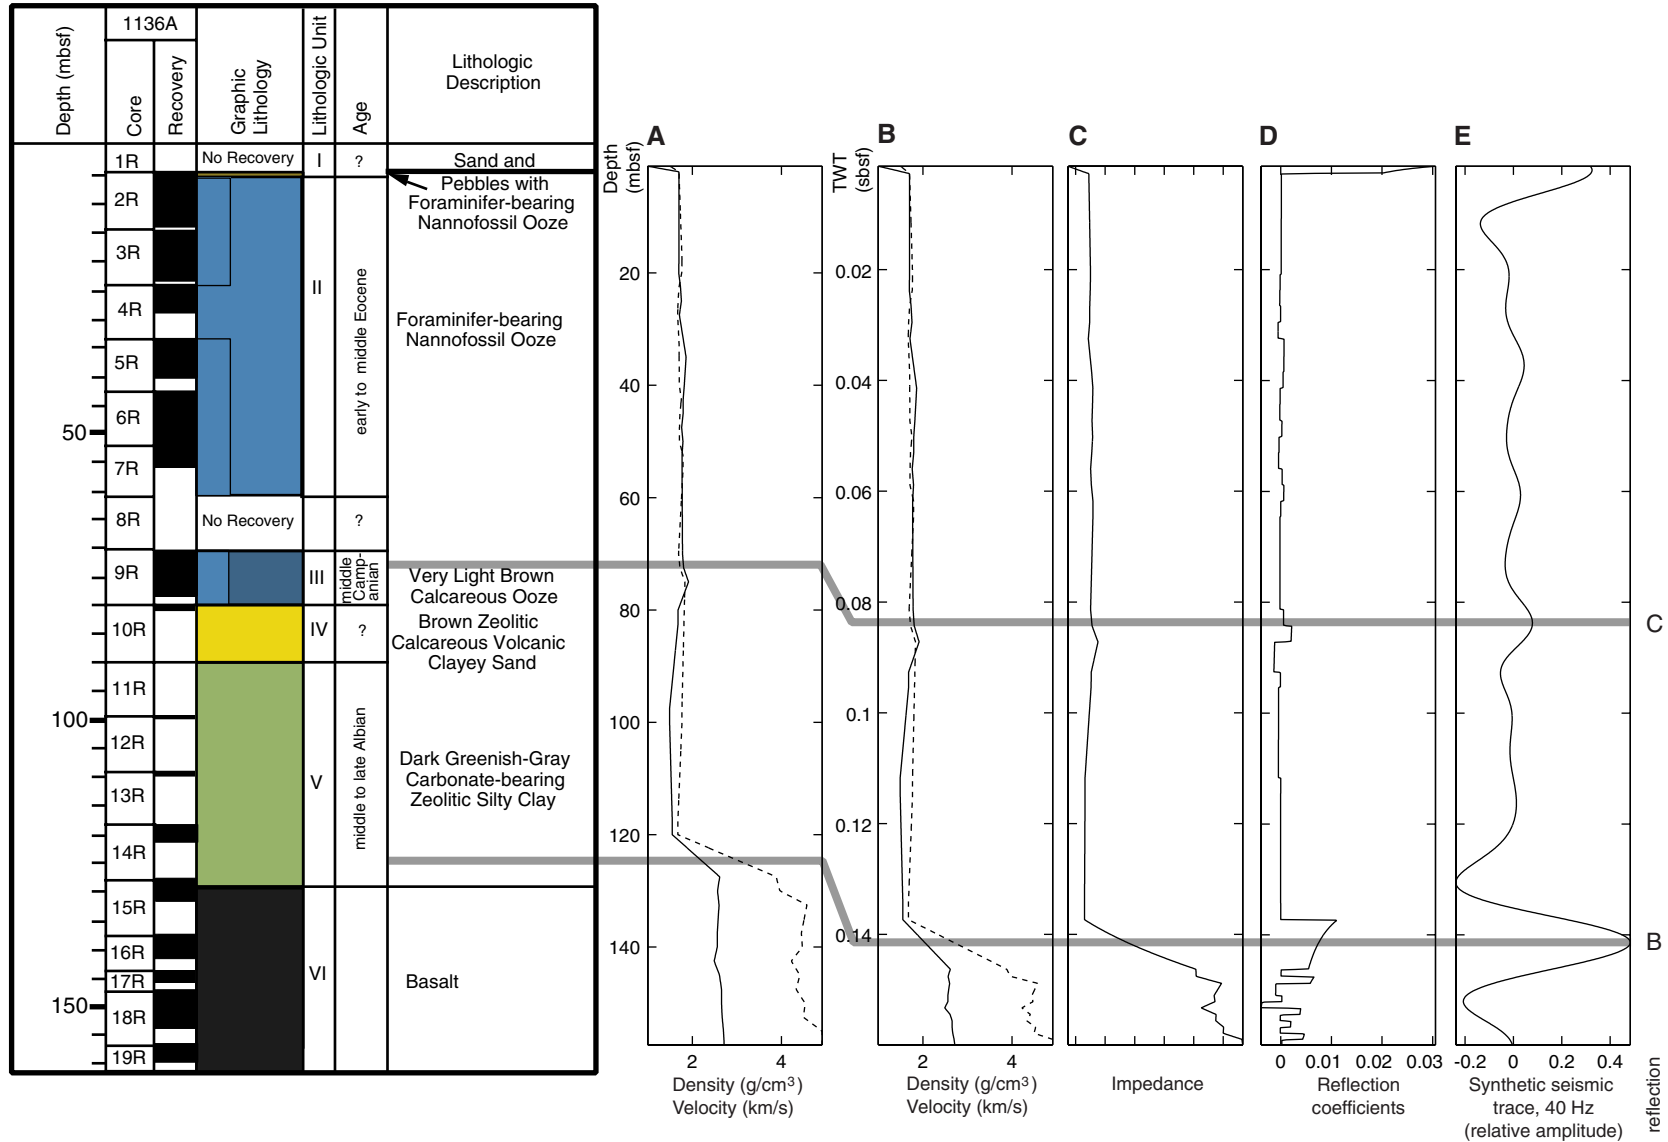 1136A
Depth (mbsf)
Core
Recovery
Graphic
Lithology
Lithologic Unit
Age
Lithologic
Description
1R
No Recovery
I
?
Sand and
Pebbles with
Foraminifer-bearing
Nannofossil Ooze
2R
3R
4R
5R
6R
7R
II
early to middle Eocene
Foraminifer-bearing
Nannofossil Ooze
50
8R
No Recovery
?
9R
III
middle
Camp-
anian
Very Light Brown
Calcareous Ooze
10R
IV
?
Brown Zeolitic
Calcareous Volcanic
Clayey Sand
11R
100
12R
13R
14R
V
middle to late Albian
Dark Greenish-Gray
Carbonate-bearing
Zeolitic Silty Clay
15R
16R
17R
150
18R
19R
VI
Basalt
A
Depth
(mbsf)
20
40
60
80
100
120
140
2
4
Density (g/cm³)
Velocity (km/s)
B
TWT
(sbsf)
0.02
0.04
0.06
0.08
0.1
0.12
0.14
2
4
Density (g/cm³)
Velocity (km/s)
C
Impedance
D
0
0.01
0.02
0.03
Reflection
coefficients
E
-0.2
0
0.2
0.4
Synthetic seismic
trace, 40 Hz
(relative amplitude)
C
B
reflection